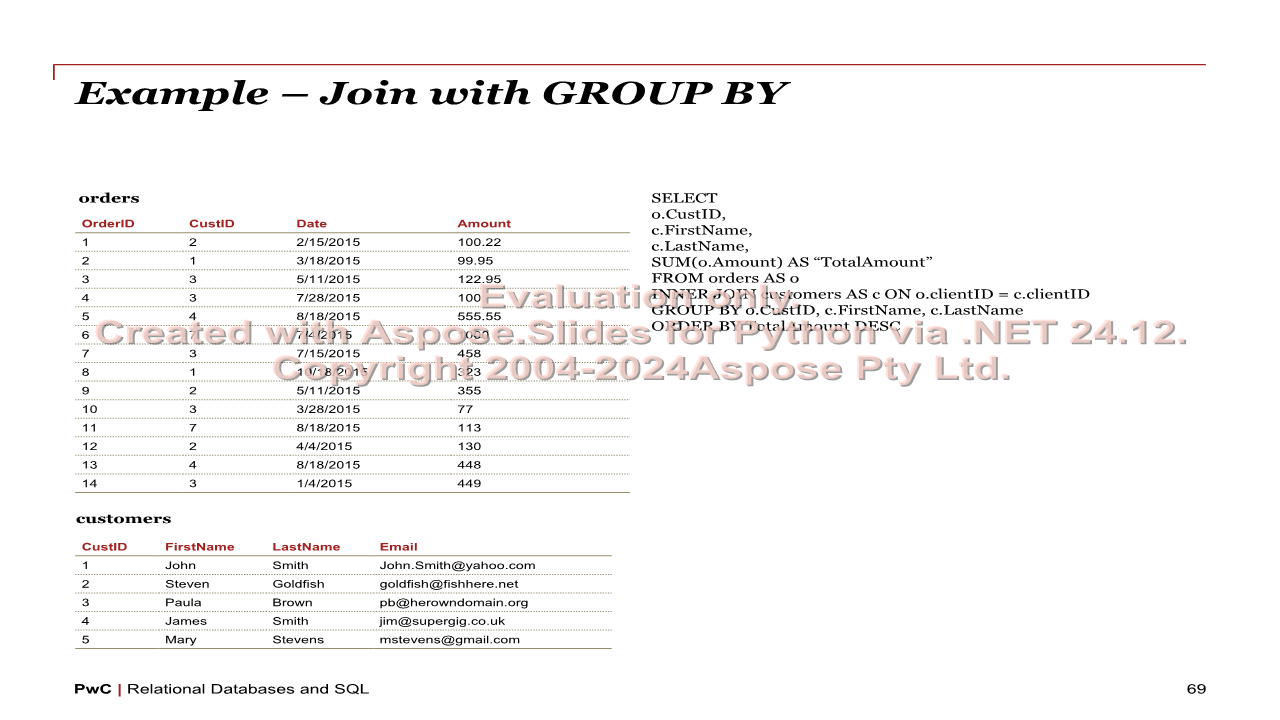 Example – Join with GROUP BY
orders
OrderID CustID Date Amount
1 2 2/15/2015 100.22
2 1 3/18/2015 99.95
3 3 5/11/2015 122.95
4 3 7/28/2015 100
5 4 8/18/2015 555.55
6 7/4/2015
7 3 7/15/2015 458
8 1 10/18/2015 323
9 2 5/11/2015 355
10 3 3/28/2015 77
11 7 8/18/2015 113
12 2 4/4/2015 130
13 4 8/18/2015 448
14 3 1/4/2015 449
customers
CustID FirstName LastName Email
1 John Smith John.Smith@yahoo.com
2 Steven Goldfish goldfish@fishhere.net
3 Paula Brown pb@herowndomain.org
4 James Smith jim@supergig.co.uk
5 Mary Stevens mstevens@gmail.com
SELECT
o.CustID,
c.FirstName,
c.LastName,
SUM(o.Amount) AS “TotalAmount”
FROM orders AS o
INNER JOIN customers AS c ON o.clientID = c.clientID
GROUP BY o.CustID, c.FirstName, c.LastName
ORDER BY TotalAmount DESC
Evaluation only.
Created with Aspose.Slides for Python via .NET 24.12.
Copyright 2004-2024Aspose Pty Ltd.
PwC | Relational Databases and SQL
69